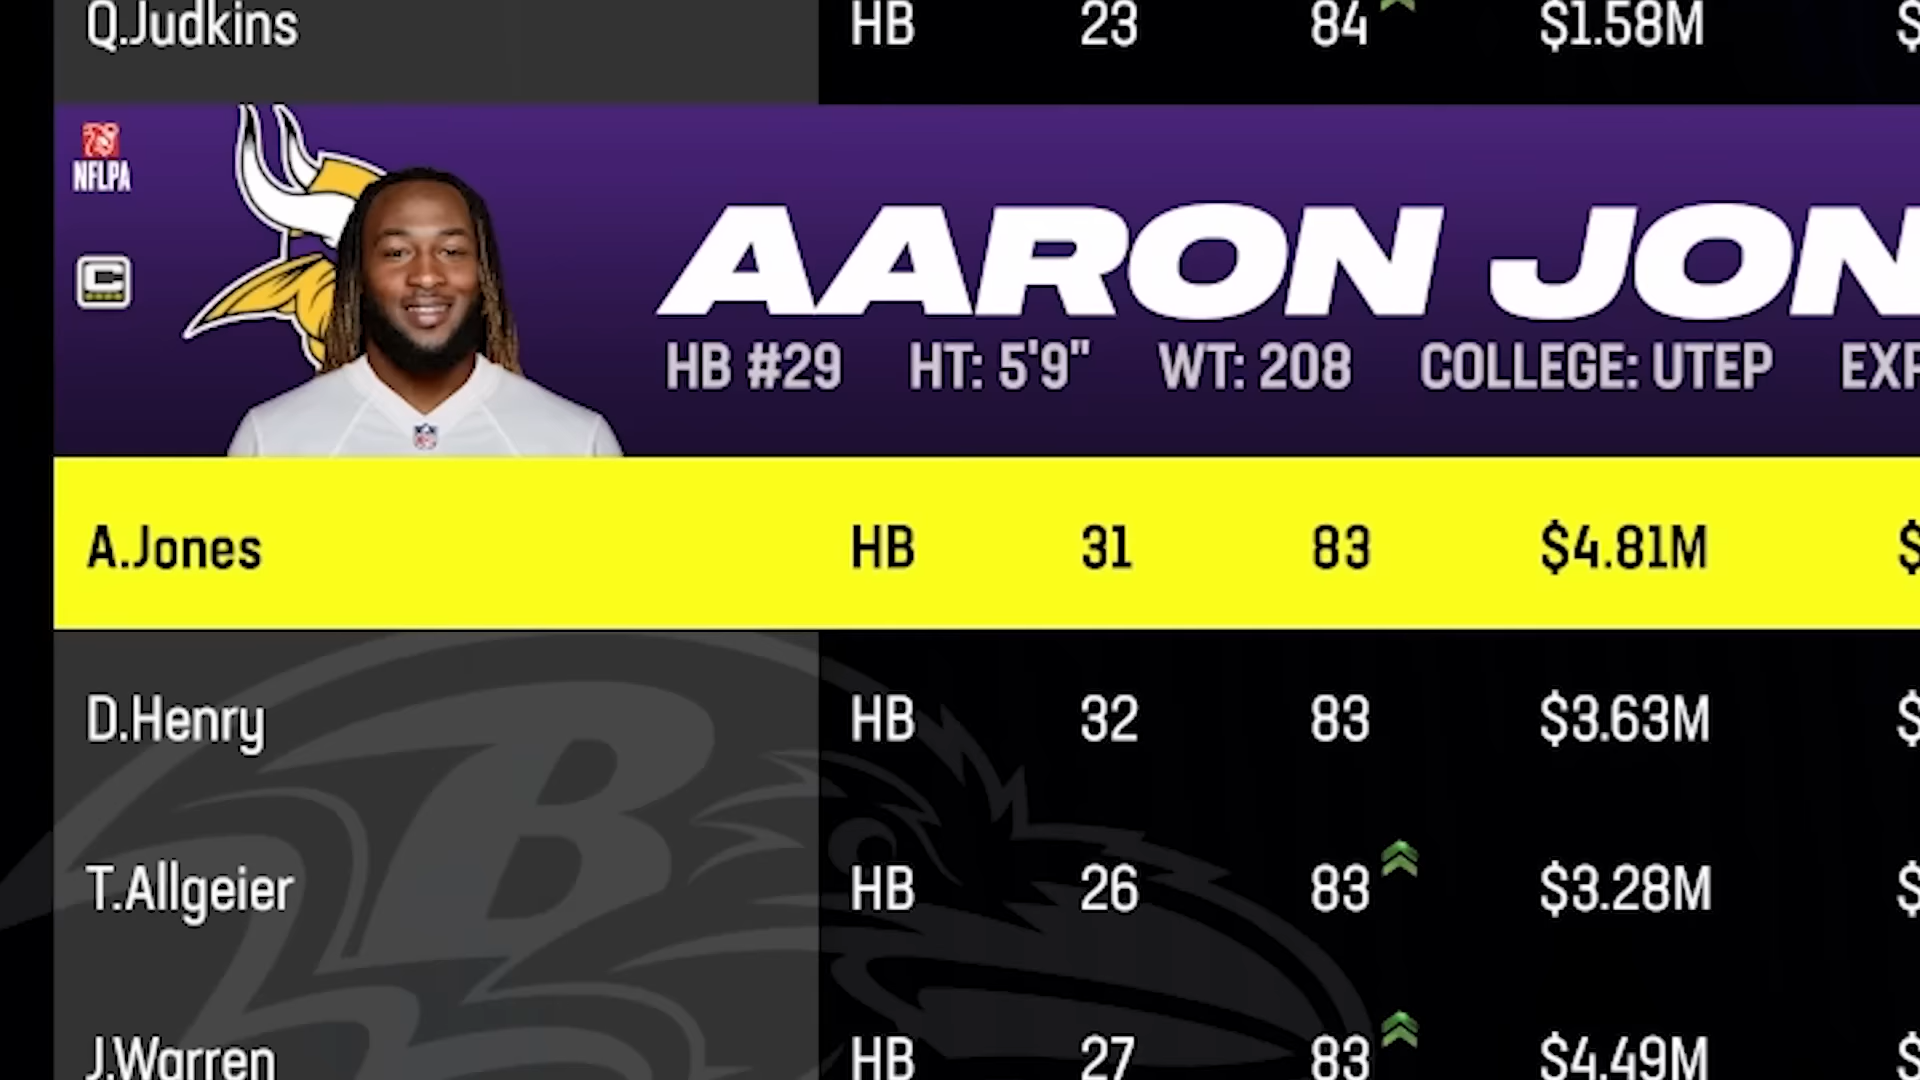 Q.Judkins HB 23 84 $1.58M $
NFLPA
C
AARON JON
HB #29 HT: 5'9" WT: 208 COLLEGE: UTEP EXP
A.Jones HB 31 83 $4.81M $
D.Henry HB 32 83 $3.63M $
T.Allgeier HB 26 83 $3.28M $
J.Warren HB 27 83 $4.49M $